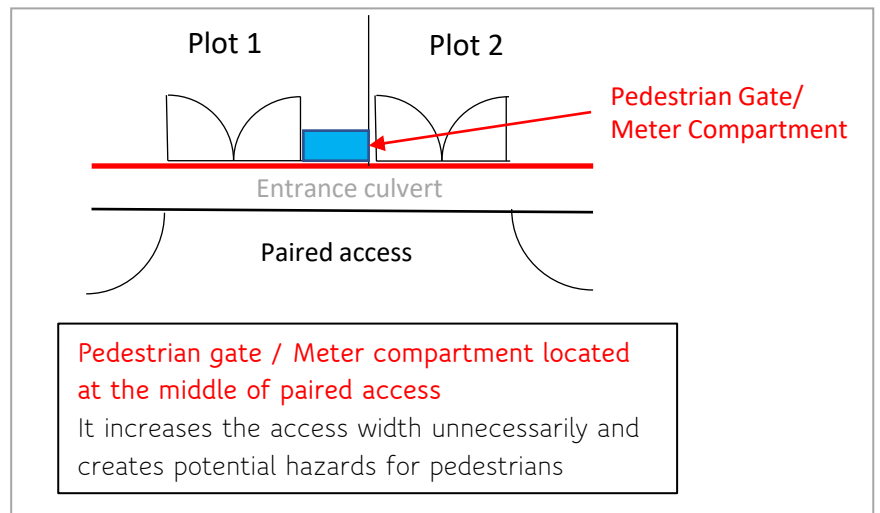 Plot 1
Plot 2
Pedestrian Gate/
Meter Compartment
Entrance culvert
Paired access
Pedestrian gate / Meter compartment located
at the middle of paired access
It increases the access width unnecessarily and
creates potential hazards for pedestrians